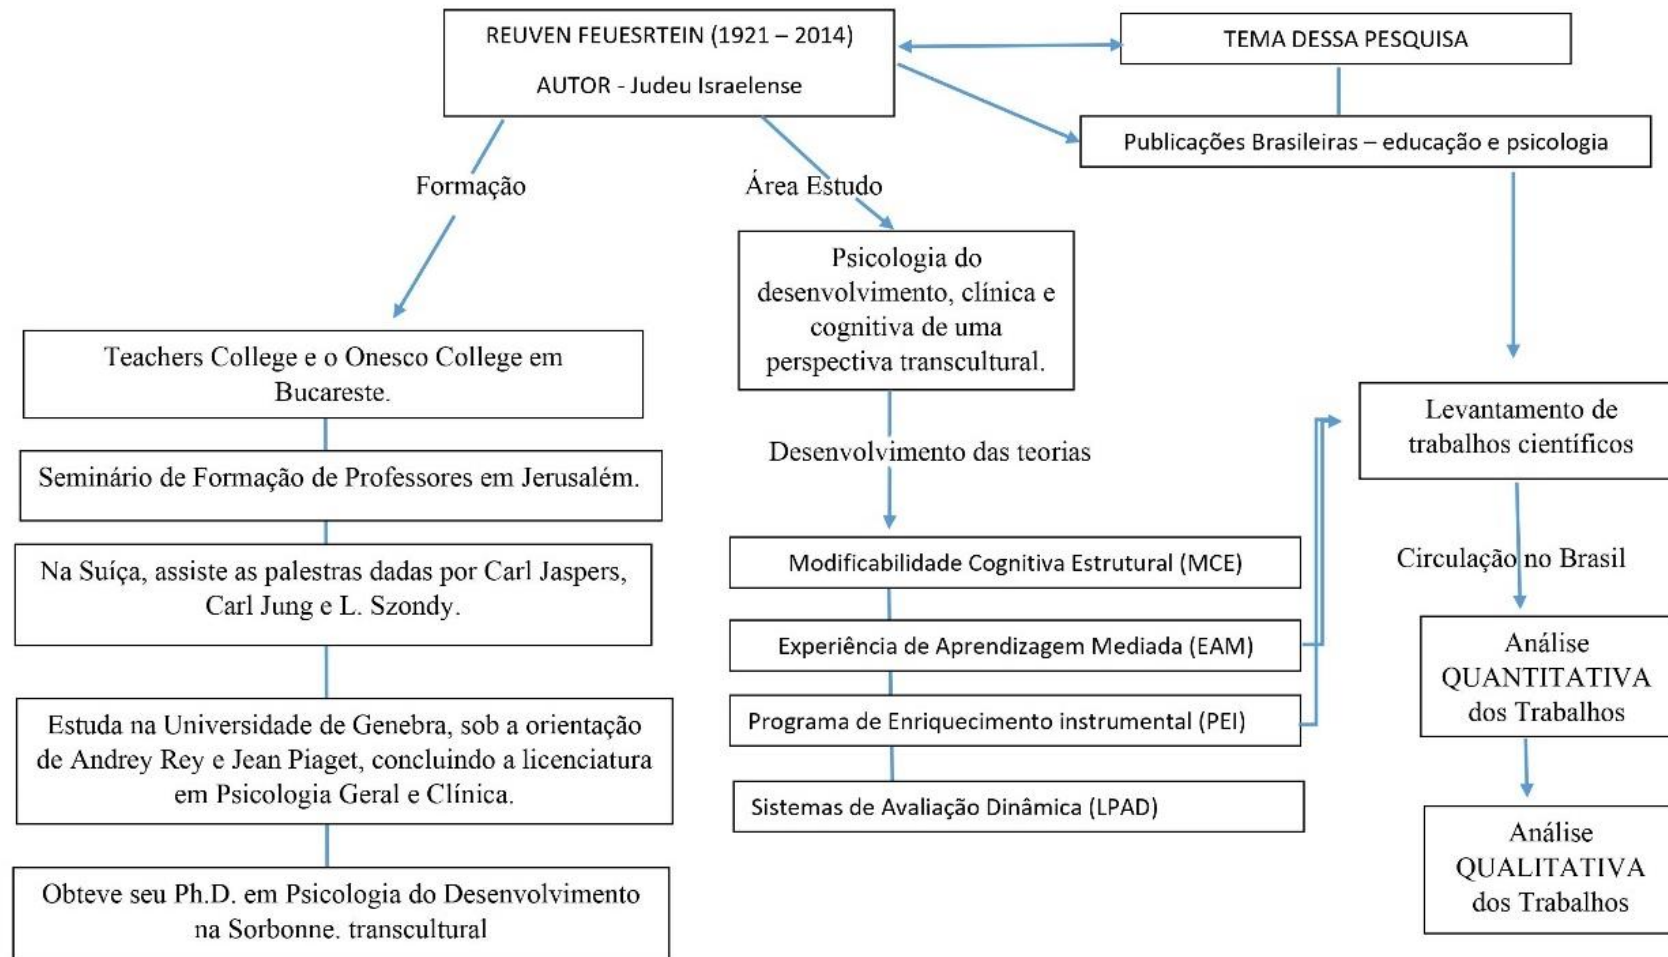 REUVEN FEUESRTEIN (1921 – 2014)
AUTOR - Judeu Israelense
TEMA DESSA PESQUISA
Publicações Brasileiras – educação e psicologia
Formação
Área Estudo
Teachers College e o Onesco College em
Bucareste.
Seminário de Formação de Professores em Jerusalém.
Na Suíça, assiste as palestras dadas por Carl Jaspers,
Carl Jung e L. Szondy.
Estuda na Universidade de Genebra, sob a orientação
de Andrey Rey e Jean Piaget, concluindo a licenciatura
em Psicologia Geral e Clínica.
Obteve seu Ph.D. em Psicologia do Desenvolvimento
na Sorbonne. transcultural
Psicologia do
desenvolvimento, clínica e
cognitiva de uma
perspectiva transcultural.
Desenvolvimento das teorias
Modificabilidade Cognitiva Estrutural (MCE)
Experiência de Aprendizagem Mediada (EAM)
Programa de Enriquecimento instrumental (PEI)
Sistemas de Avaliação Dinâmica (LPAD)
Levantamento de
trabalhos científicos
Circulação no Brasil
Análise
QUANTITATIVA
dos Trabalhos
Análise
QUALITATIVA
dos Trabalhos